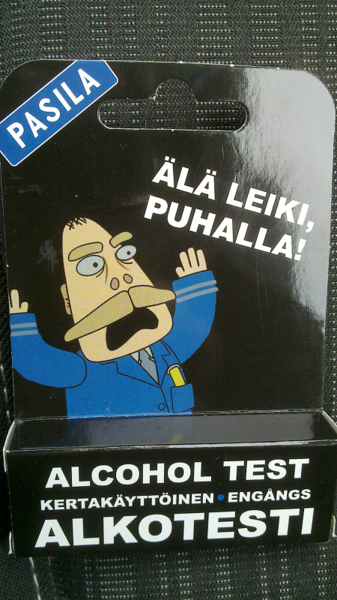 PASILA
ÄLÄ LEIKI,
PUHALLA!
ALCOHOL TEST
KERTAKÄYTTÖINEN • ENGÅNGS
ALKOTESTI